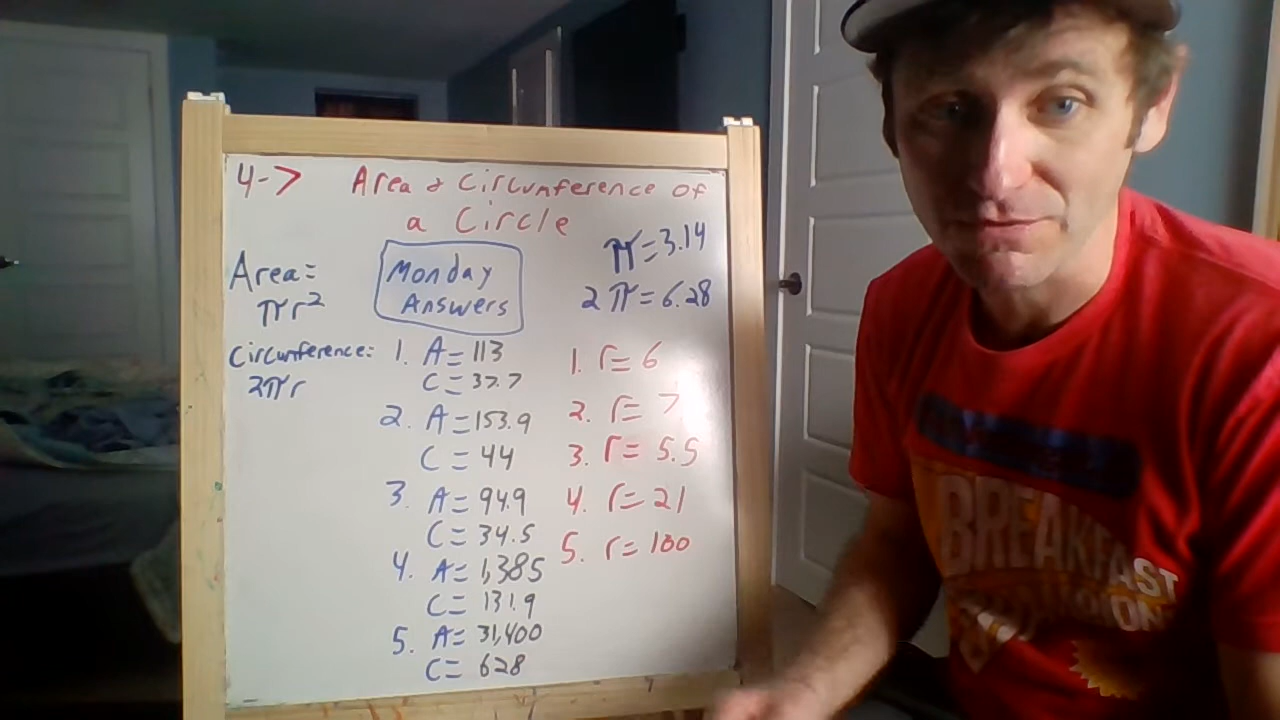 4-> Area & Circumference of
a Circle
Area=
πr²
Circumference:
2πr
Monday
Answers
π=3.14
2π=6.28
1. A=113
C=37.7
2. A=153.9
C=44
3. A=94.9
C=34.5
4. A=1,385
C=131.9
5. A=31,400
C=628
1. r=6
2. r=7
3. r=5.5
4. r=21
5. r=100
BREAKFAST